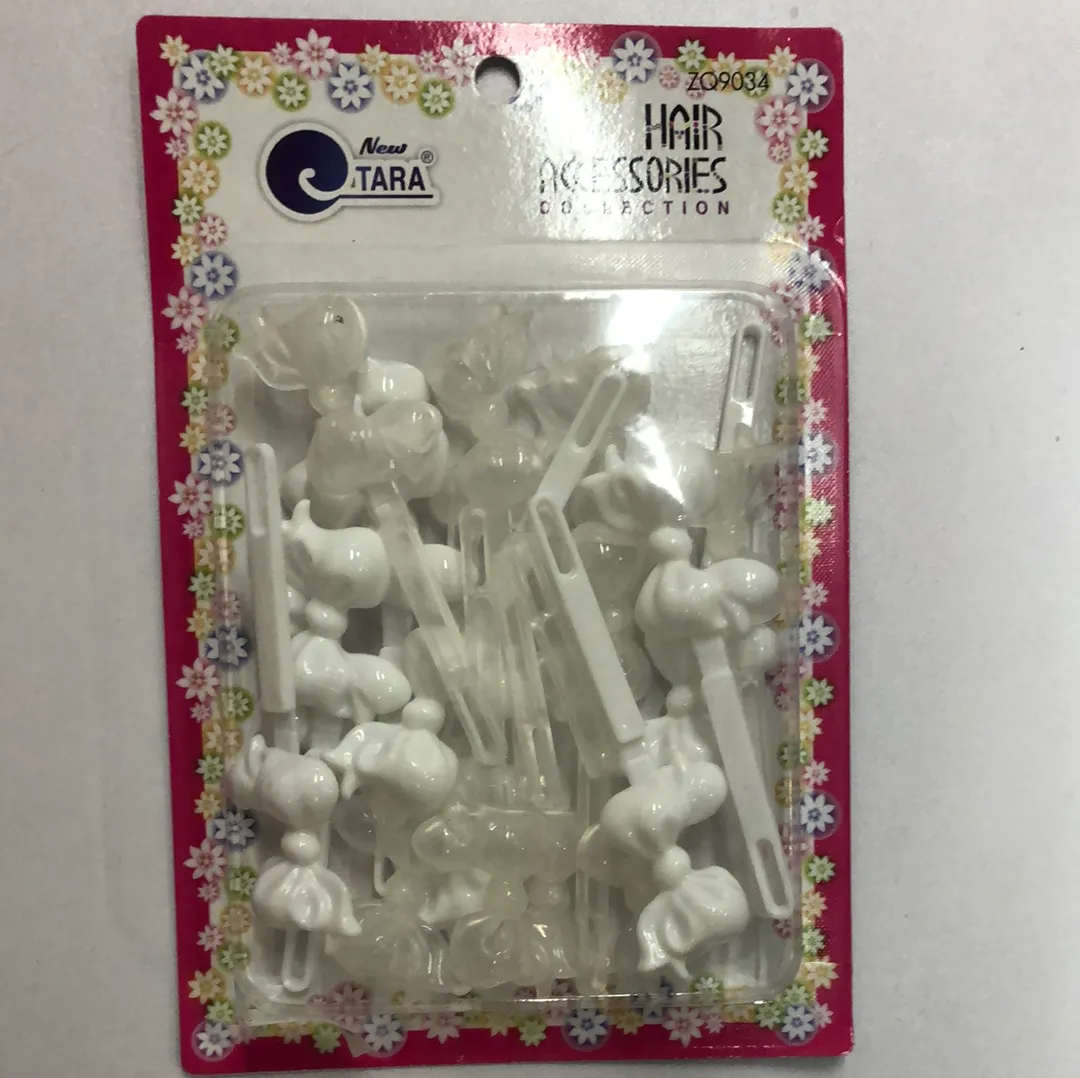 ZQ9034
New
TARA®
HAIR
ACCESSORIES
COLLECTION